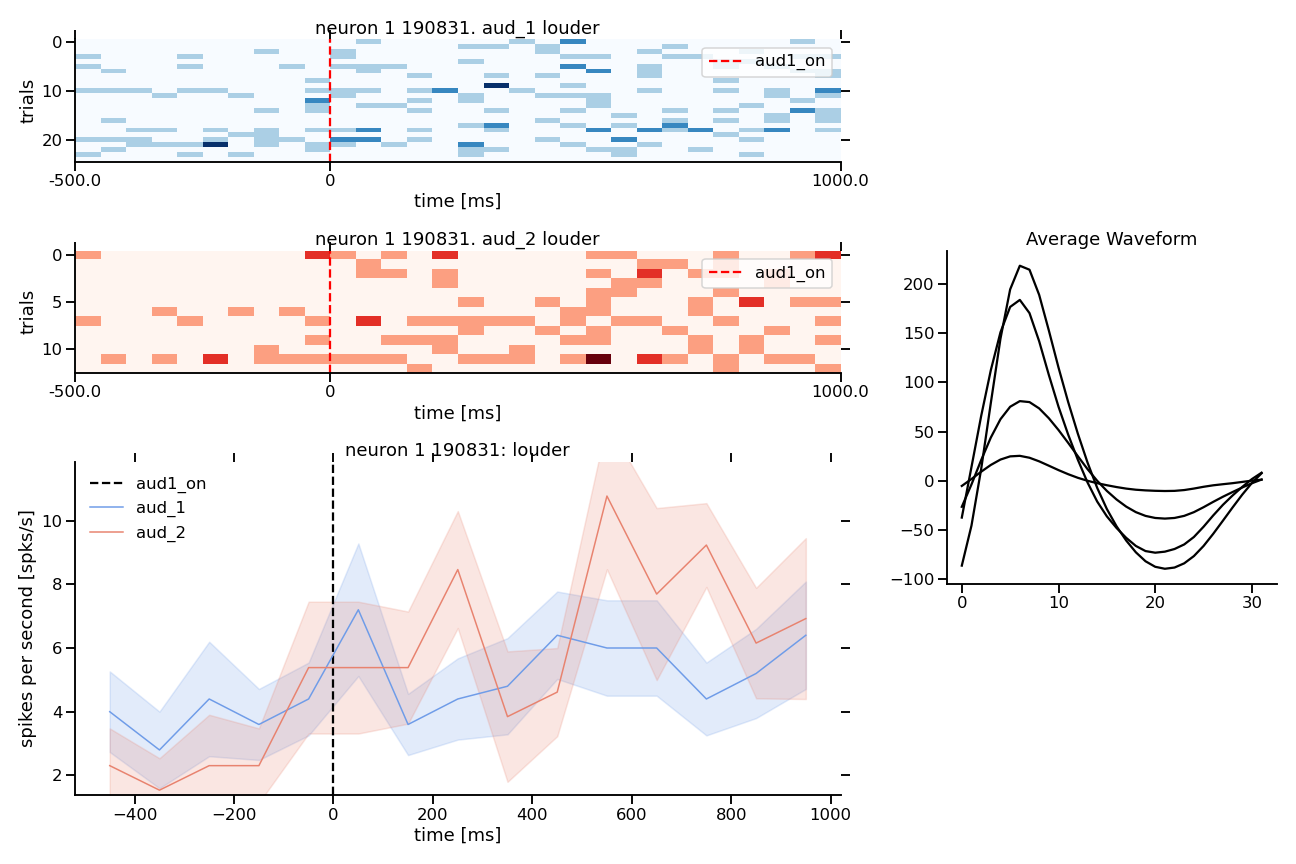 neuron 1 190831. aud_1 louder
trials
0
10
20
aud1_on
-500.0 0 1000.0
time [ms]
neuron 1 190831. aud_2 louder
trials
0
5
10
aud1_on
-500.0 0 1000.0
time [ms]
neuron 1 190831: louder
spikes per second [spks/s]
10
8
6
4
2
aud1_on
aud_1
aud_2
−400 −200 0 200 400 600 800 1000
time [ms]
Average Waveform
200
150
100
50
0
−50
−100
0 10 20 30